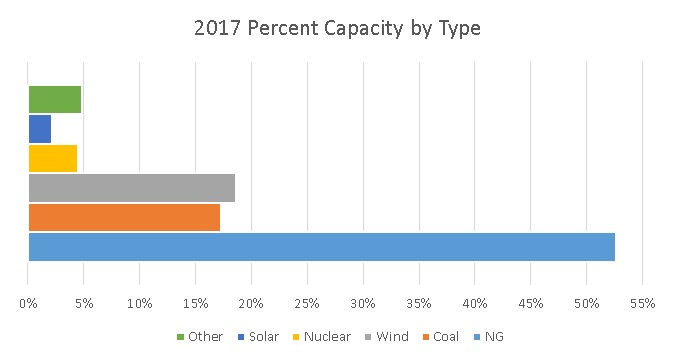 2017 Percent Capacity by Type
0% 5% 10% 15% 20% 25% 30% 35% 40% 45% 50% 55%
Other Solar Nuclear Wind Coal NG